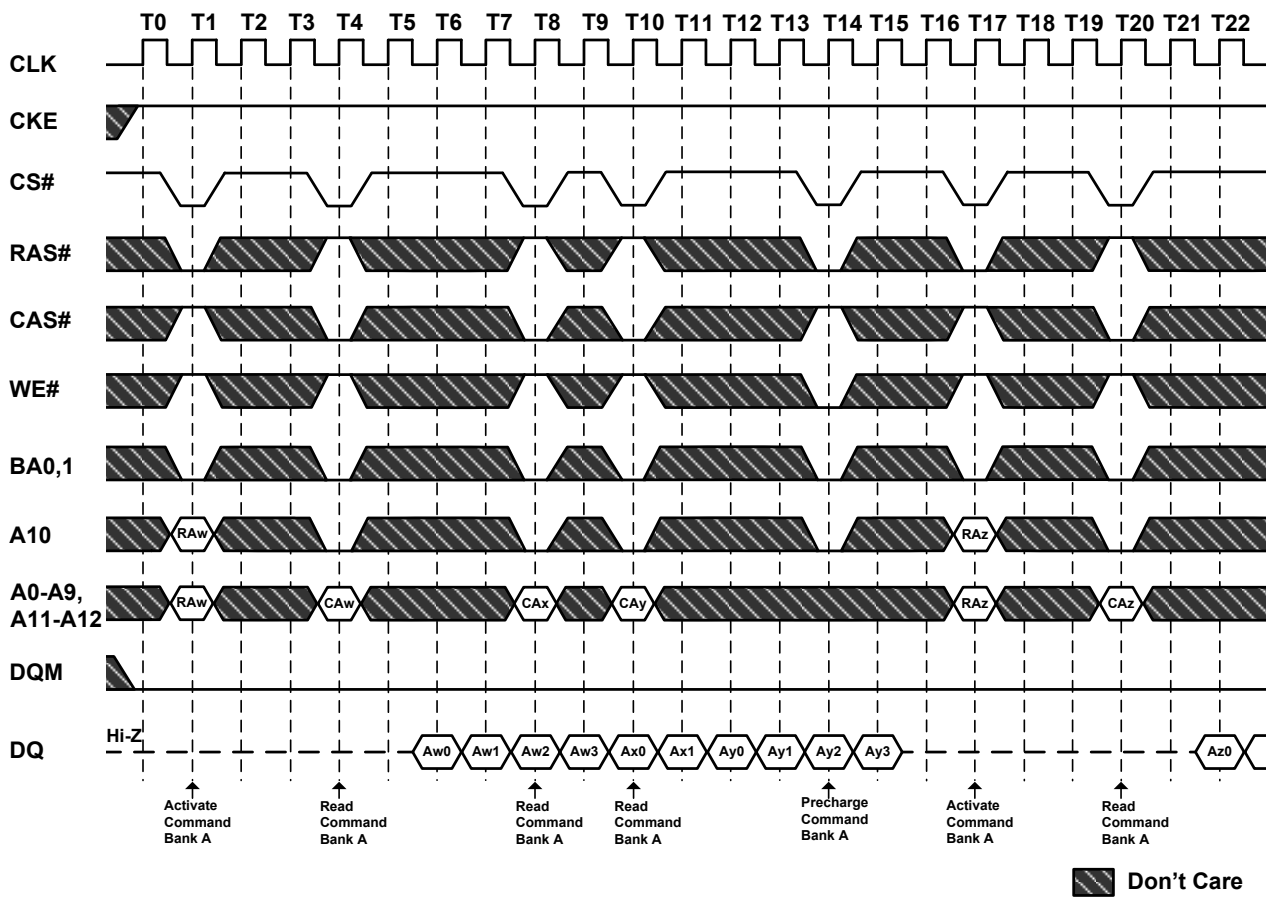 T0 T1 T2 T3 T4 T5 T6 T7 T8 T9 T10 T11 T12 T13 T14 T15 T16 T17 T18 T19 T20 T21 T22
CLK
CKE
CS#
RAS#
CAS#
WE#
BA0,1
A10 RAw RAz
A0-A9,
A11-A12 RAw CAw CAx CAy RAz CAz
DQM
DQ Hi-Z Aw0 Aw1 Aw2 Aw3 Ax0 Ax1 Ay0 Ay1 Ay2 Ay3 Az0
Activate
Command
Bank A
Read
Command
Bank A
Read
Command
Bank A
Read
Command
Bank A
Precharge
Command
Bank A
Activate
Command
Bank A
Read
Command
Bank A
Don't Care